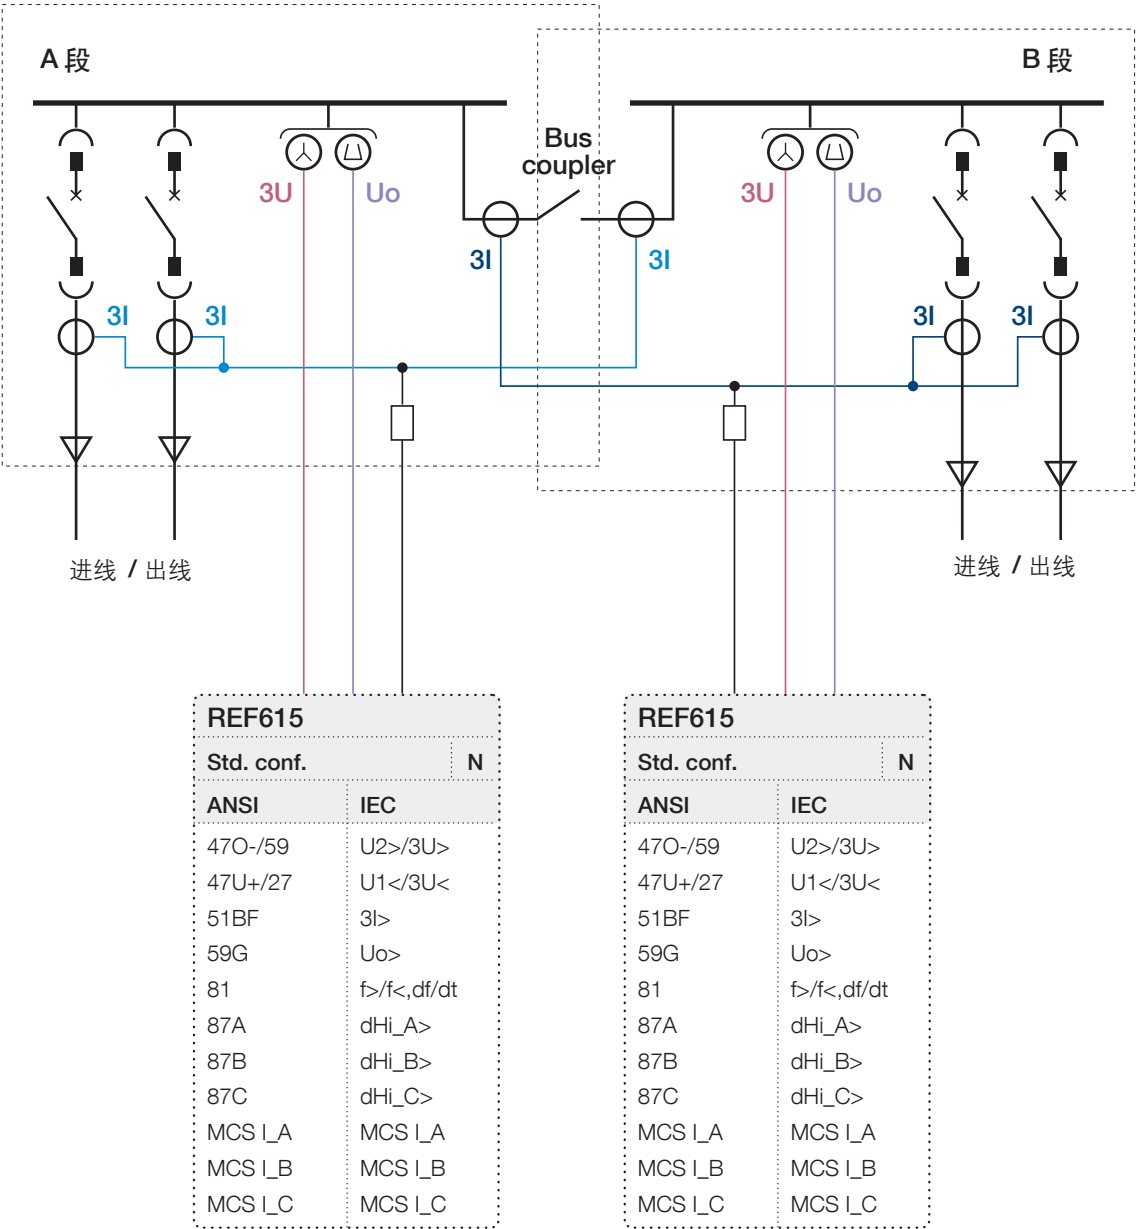 A 段
B 段
Bus
coupler
3U
Uo
3U
Uo
3I
3I
3I
3I
3I
3I
进线 / 出线
进线 / 出线
REF615
Std. conf. N
ANSI IEC
47O-/59 U2>/3U>
47U+/27 U1</3U<
51BF 3I>
59G Uo>
81 f>/f<,df/dt
87A dHi_A>
87B dHi_B>
87C dHi_C>
MCS I_A MCS I_A
MCS I_B MCS I_B
MCS I_C MCS I_C
REF615
Std. conf. N
ANSI IEC
47O-/59 U2>/3U>
47U+/27 U1</3U<
51BF 3I>
59G Uo>
81 f>/f<,df/dt
87A dHi_A>
87B dHi_B>
87C dHi_C>
MCS I_A MCS I_A
MCS I_B MCS I_B
MCS I_C MCS I_C